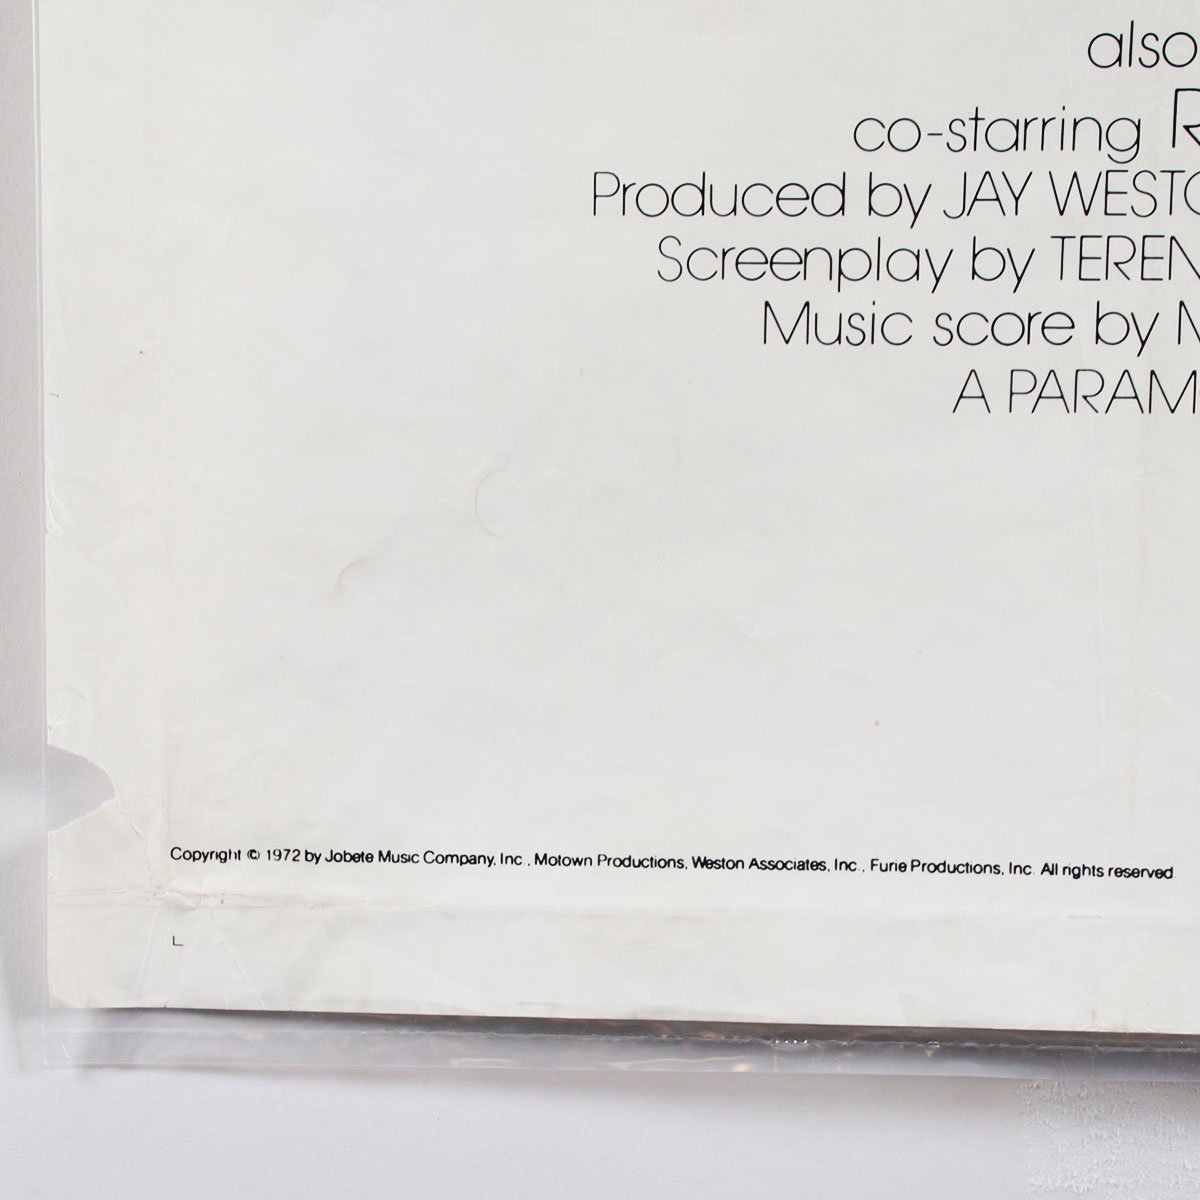 also
co-starring R
Produced by JAY WESTO
Screenplay by TEREN
Music score by M
A PARAM
Copyright © 1972 by Jobete Music Company, Inc., Motown Productions, Weston Associates, Inc., Furie Productions, Inc. All rights reserved.